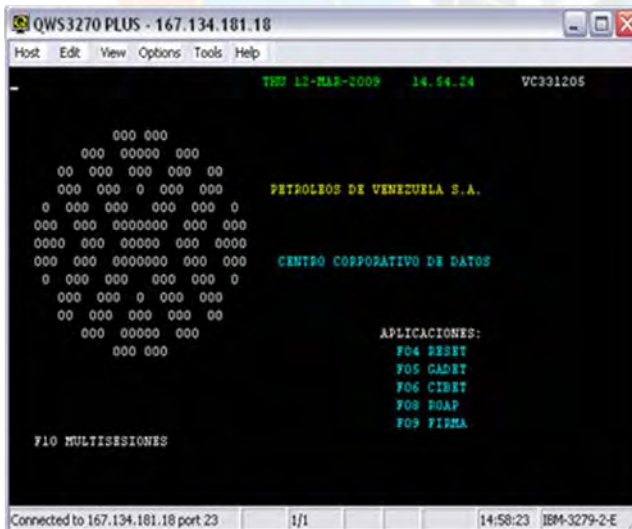 QWS3270 PLUS - 167.134.181.18
Host Edit View Options Tools Help
THU 12-MAR-2009 14.54.24 VC331205
000 000
000 00000 000
00 000 000 000 00
000 000 0 000 000
PETROLEOS DE VENEZUELA S.A.
0 000 000 000 000 0
000 000 0000000 000 000
0000 000 00000 000 0000
000 000 0000000 000 000
CENTRO CORPORATIVO DE DATOS
0 000 000 000 000 0
000 000 0 000 000
00 000 000 000 00
000 00000 000
APLICACIONES:
000 000
F04 RESET
F05 GADET
F06 CIBET
F08 ROAP
F09 FIRMA
F10 MULTISESIONES
Connected to 167.134.181.18 port 23 1/1 14:58:23 IBM-3279-2-E